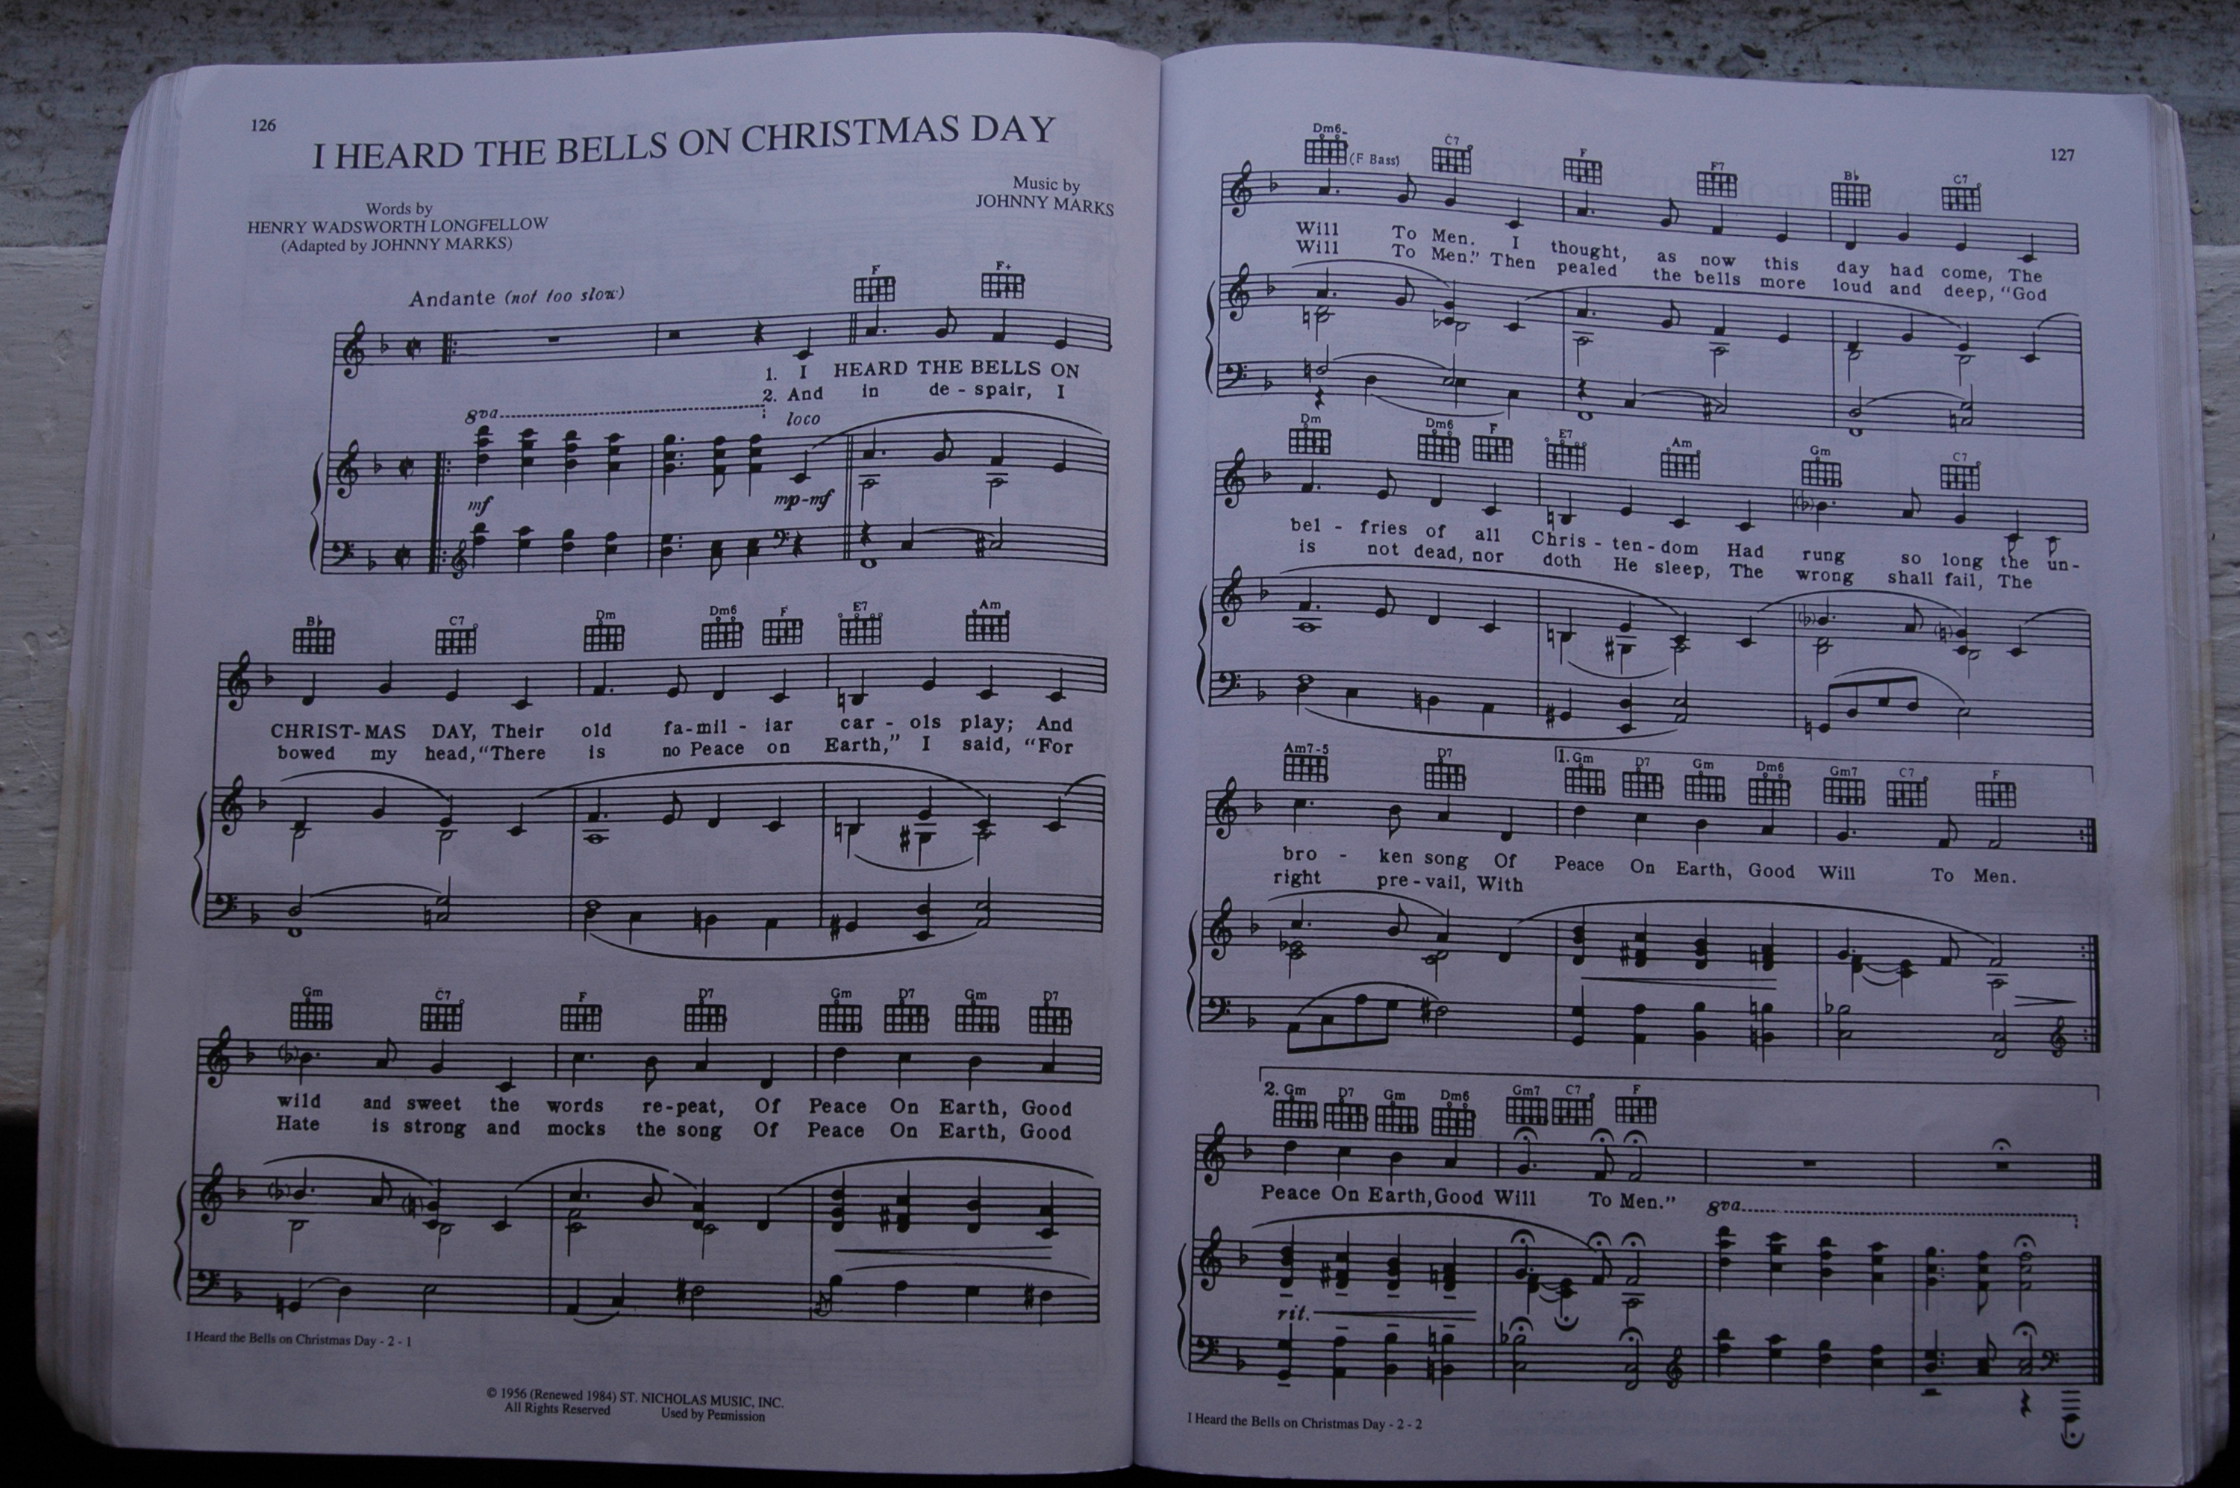 126
I HEARD THE BELLS ON CHRISTMAS DAY
Words by
HENRY WADSWORTH LONGFELLOW
(Adapted by JOHNNY MARKS)
Music by
JOHNNY MARKS
Andante (not too slow)
F F+
1. I HEARD THE BELLS ON
2. And in de - spair, I
8va loco
mf mp-mf
B♭ C7 Dm Dm6 F E7 Am
CHRIST-MAS DAY, Their old fa-mil - iar car - ols play; And
bowed my head, "There is no Peace on Earth," I said, "For
Gm C7 F D7 Gm D7 Gm D7
wild and sweet the words re-peat, Of Peace On Earth, Good
Hate is strong and mocks the song Of Peace On Earth, Good
I Heard the Bells on Christmas Day - 2 - 1
© 1956 (Renewed 1984) ST. NICHOLAS MUSIC, INC.
All Rights Reserved Used by Permission
127
Dm6 (F Bass) C7 F F7 B♭ C7
Will To Men. I thought, as now this day had come, The
Will To Men." Then pealed the bells more loud and deep, "God
Dm Dm6 F E7 Am Gm C7
bel - fries of all Chris - ten - dom Had rung so long the un-
is not dead, nor doth He sleep, The wrong shall fail, The
Am7-5 D7 1. Gm D7 Gm Dm6 Gm7 C7 F
bro - ken song Of Peace On Earth, Good Will To Men.
right pre - vail, With
2. Gm D7 Gm Dm6 Gm7 C7 F
Peace On Earth, Good Will To Men."
8va
rit.
I Heard the Bells on Christmas Day - 2 - 2